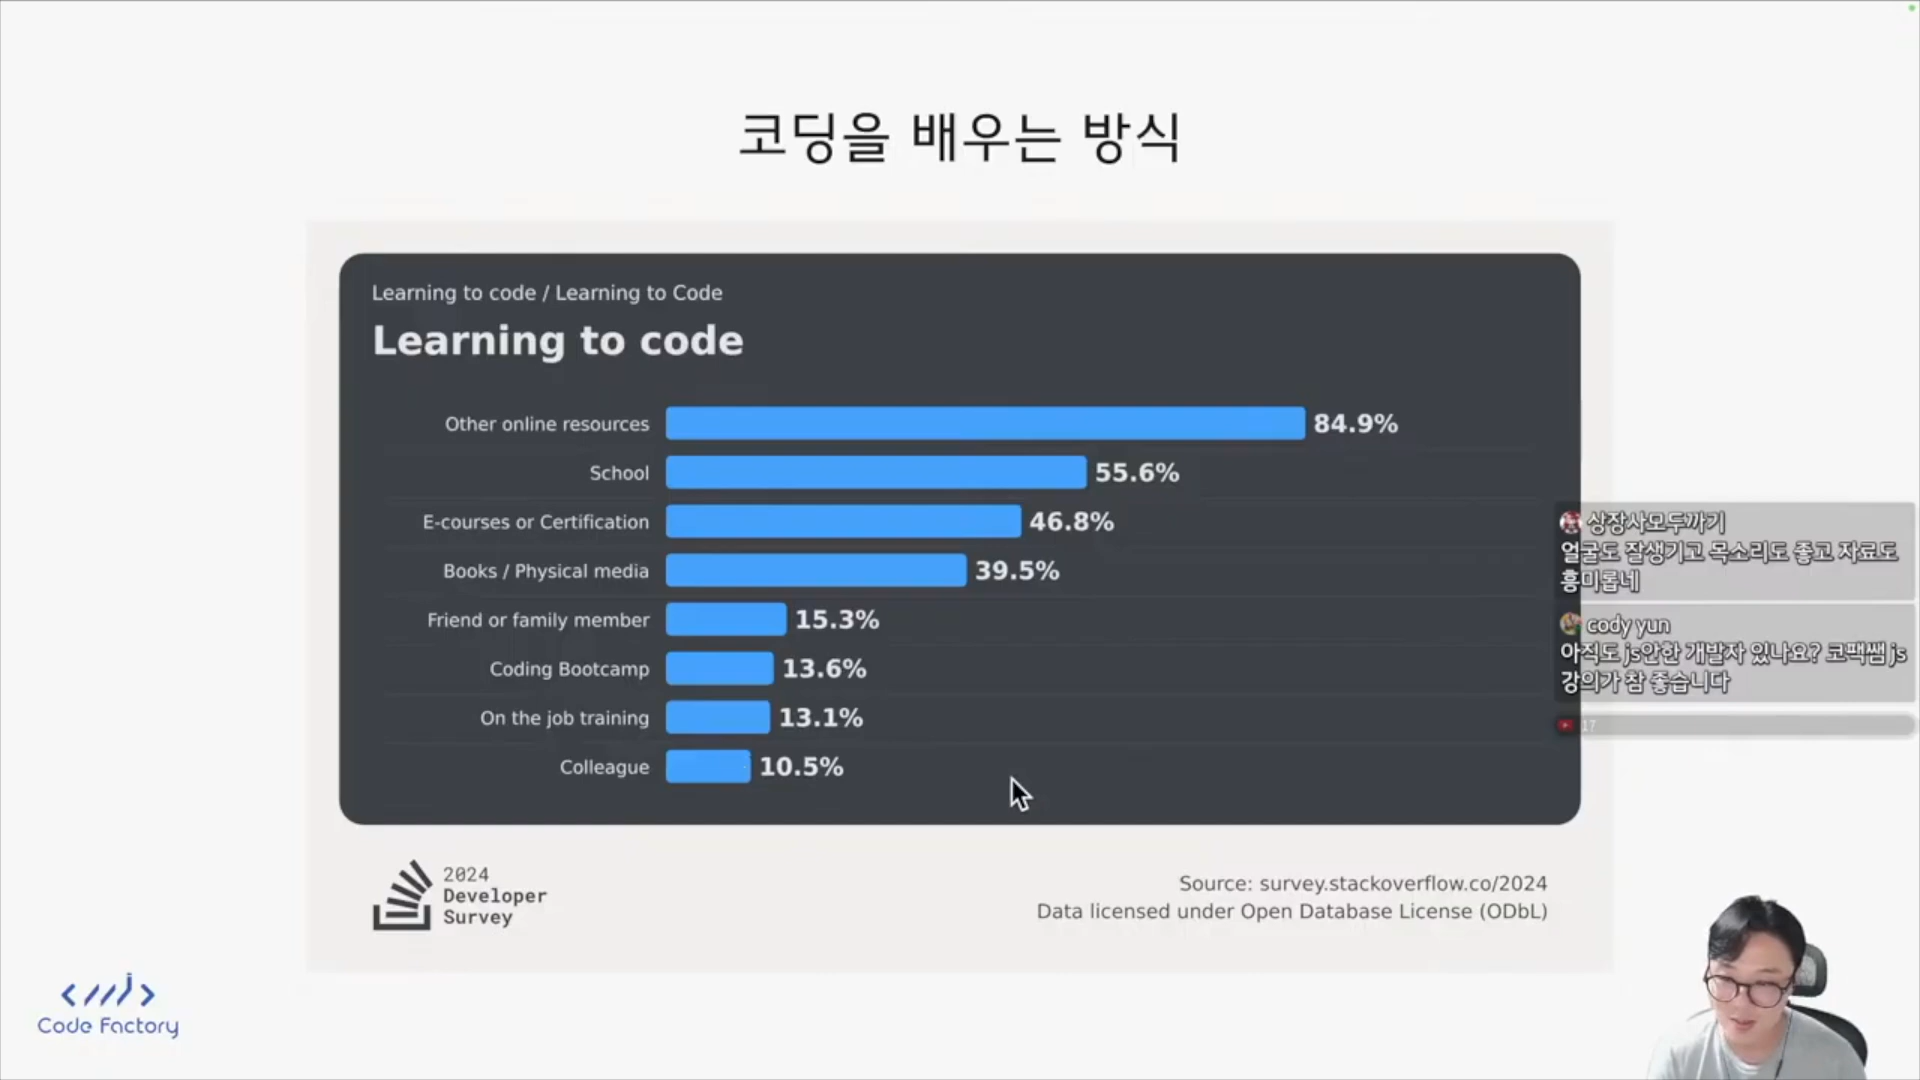 코딩을 배우는 방식
Learning to code / Learning to Code
Learning to code
Other online resources 84.9%
School 55.6%
E-courses or Certification 46.8%
Books / Physical media 39.5%
Friend or family member 15.3%
Coding Bootcamp 13.6%
On the job training 13.1%
Colleague 10.5%
상장사모두까기
얼굴도 잘생기고 목소리도 좋고 자료도
흥미롭네
cody yun
아직도 js안한 개발자 있나요? 코팩쌤 js
강의가 참 좋습니다
17
2024
Developer
Survey
Source: survey.stackoverflow.co/2024
Data licensed under Open Database License (ODbL)
Code Factory